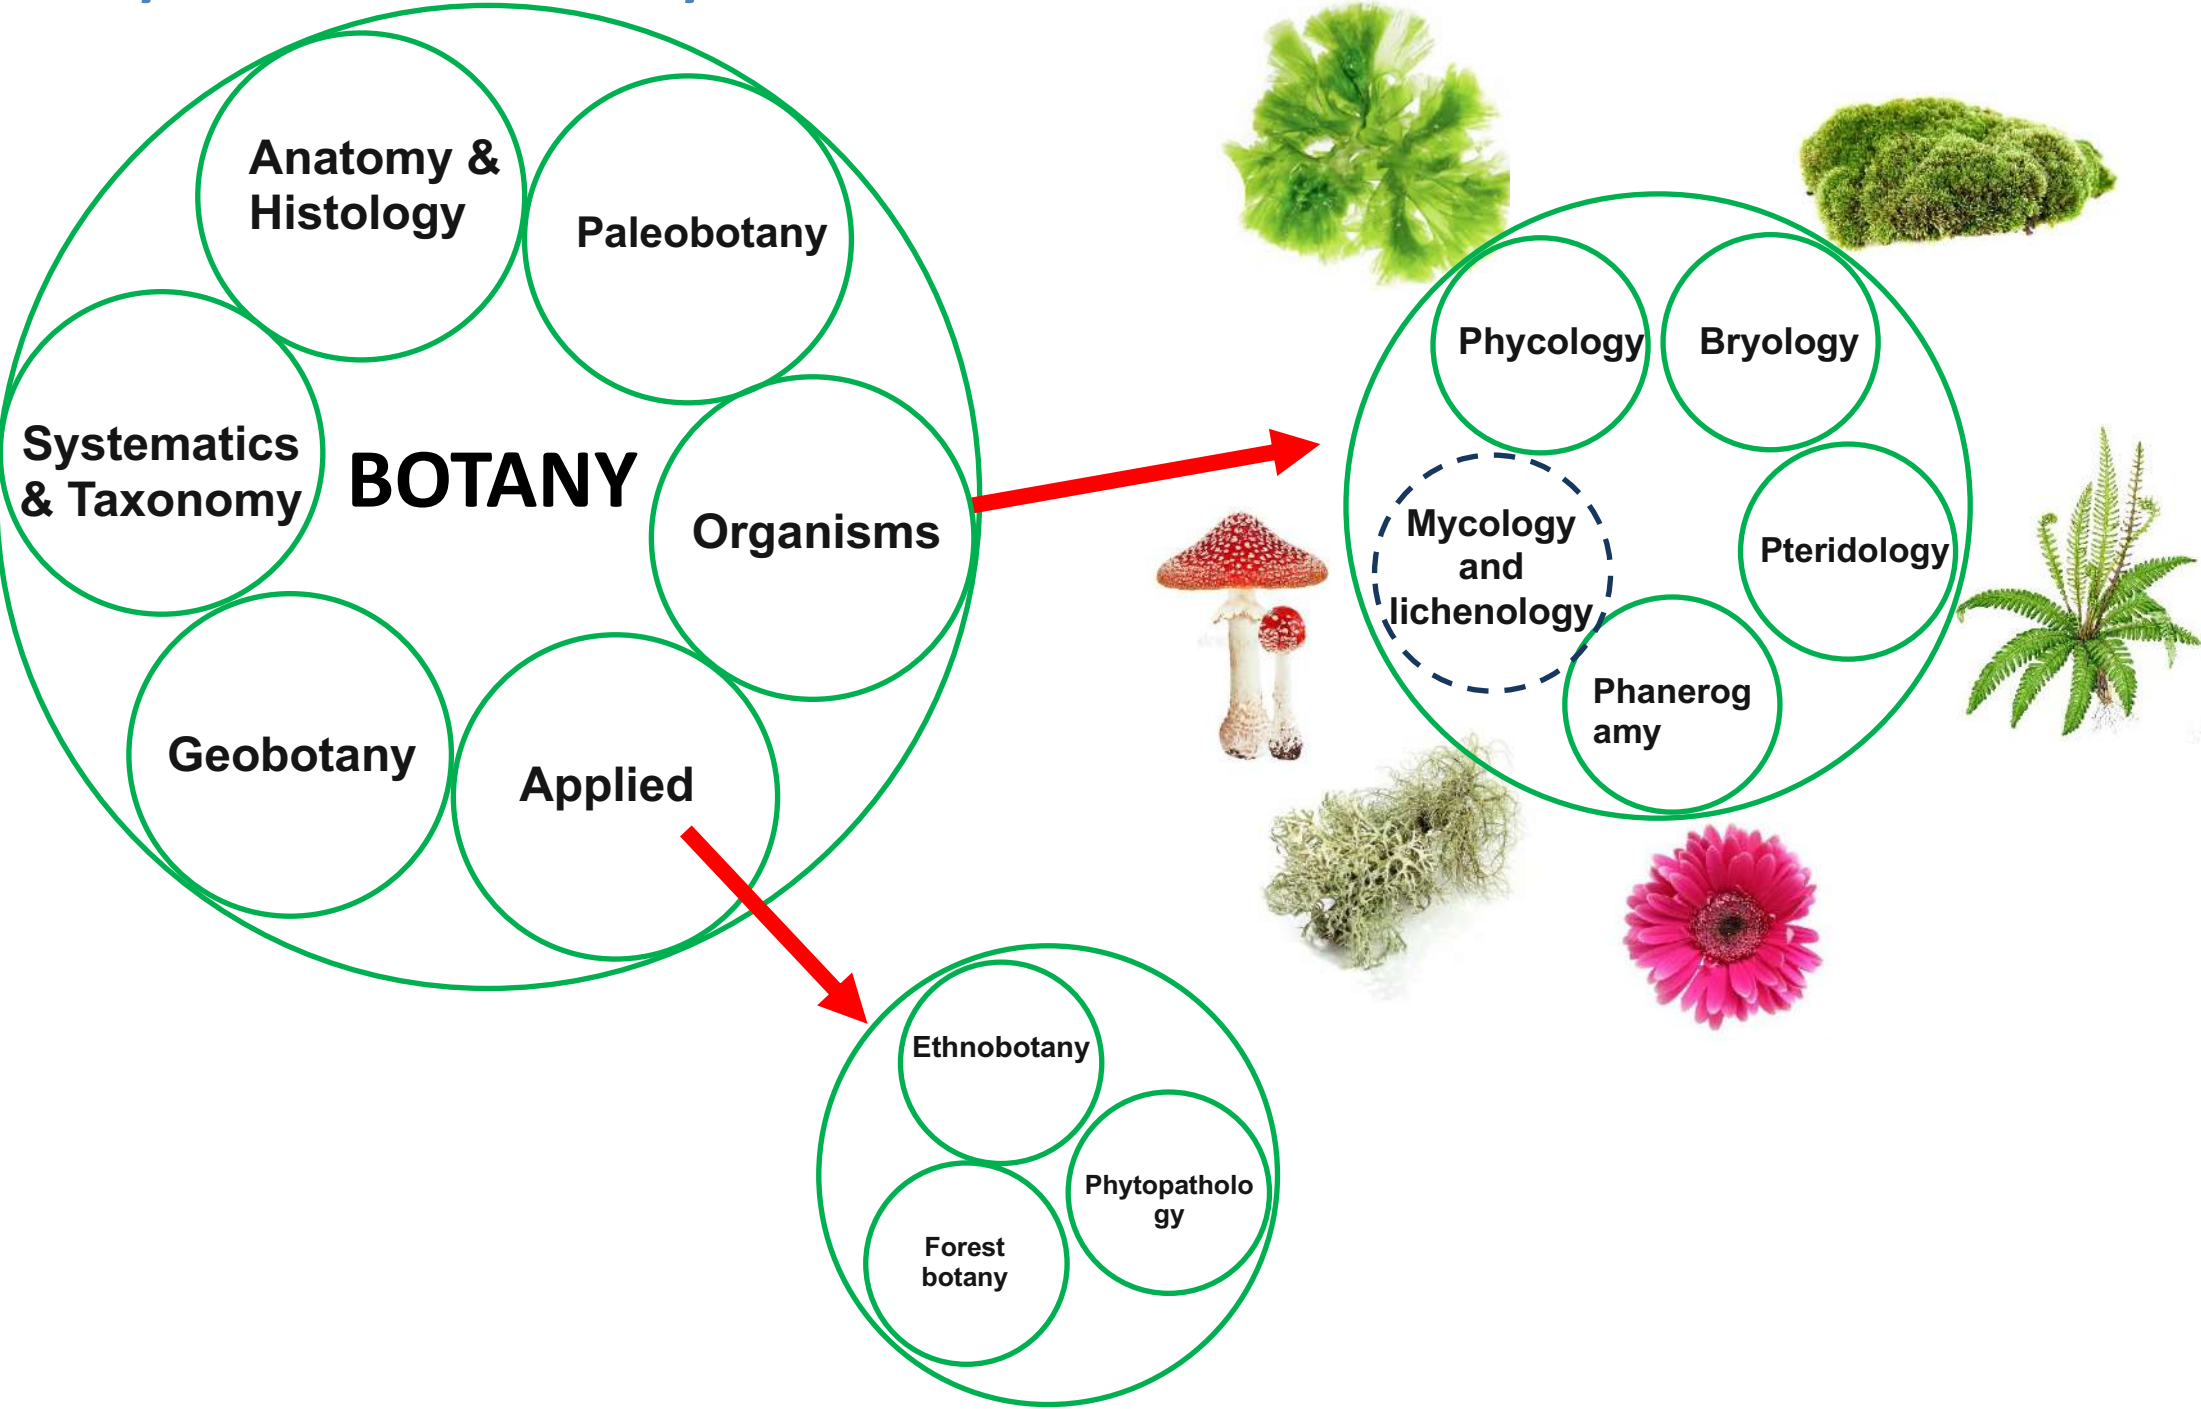 Anatomy &
Histology
Paleobotany
Systematics
& Taxonomy
BOTANY
Organisms
Geobotany
Applied
Phycology
Bryology
Mycology
and
lichenology
Pteridology
Phanerog
amy
Ethnobotany
Phytopatholo
gy
Forest
botany